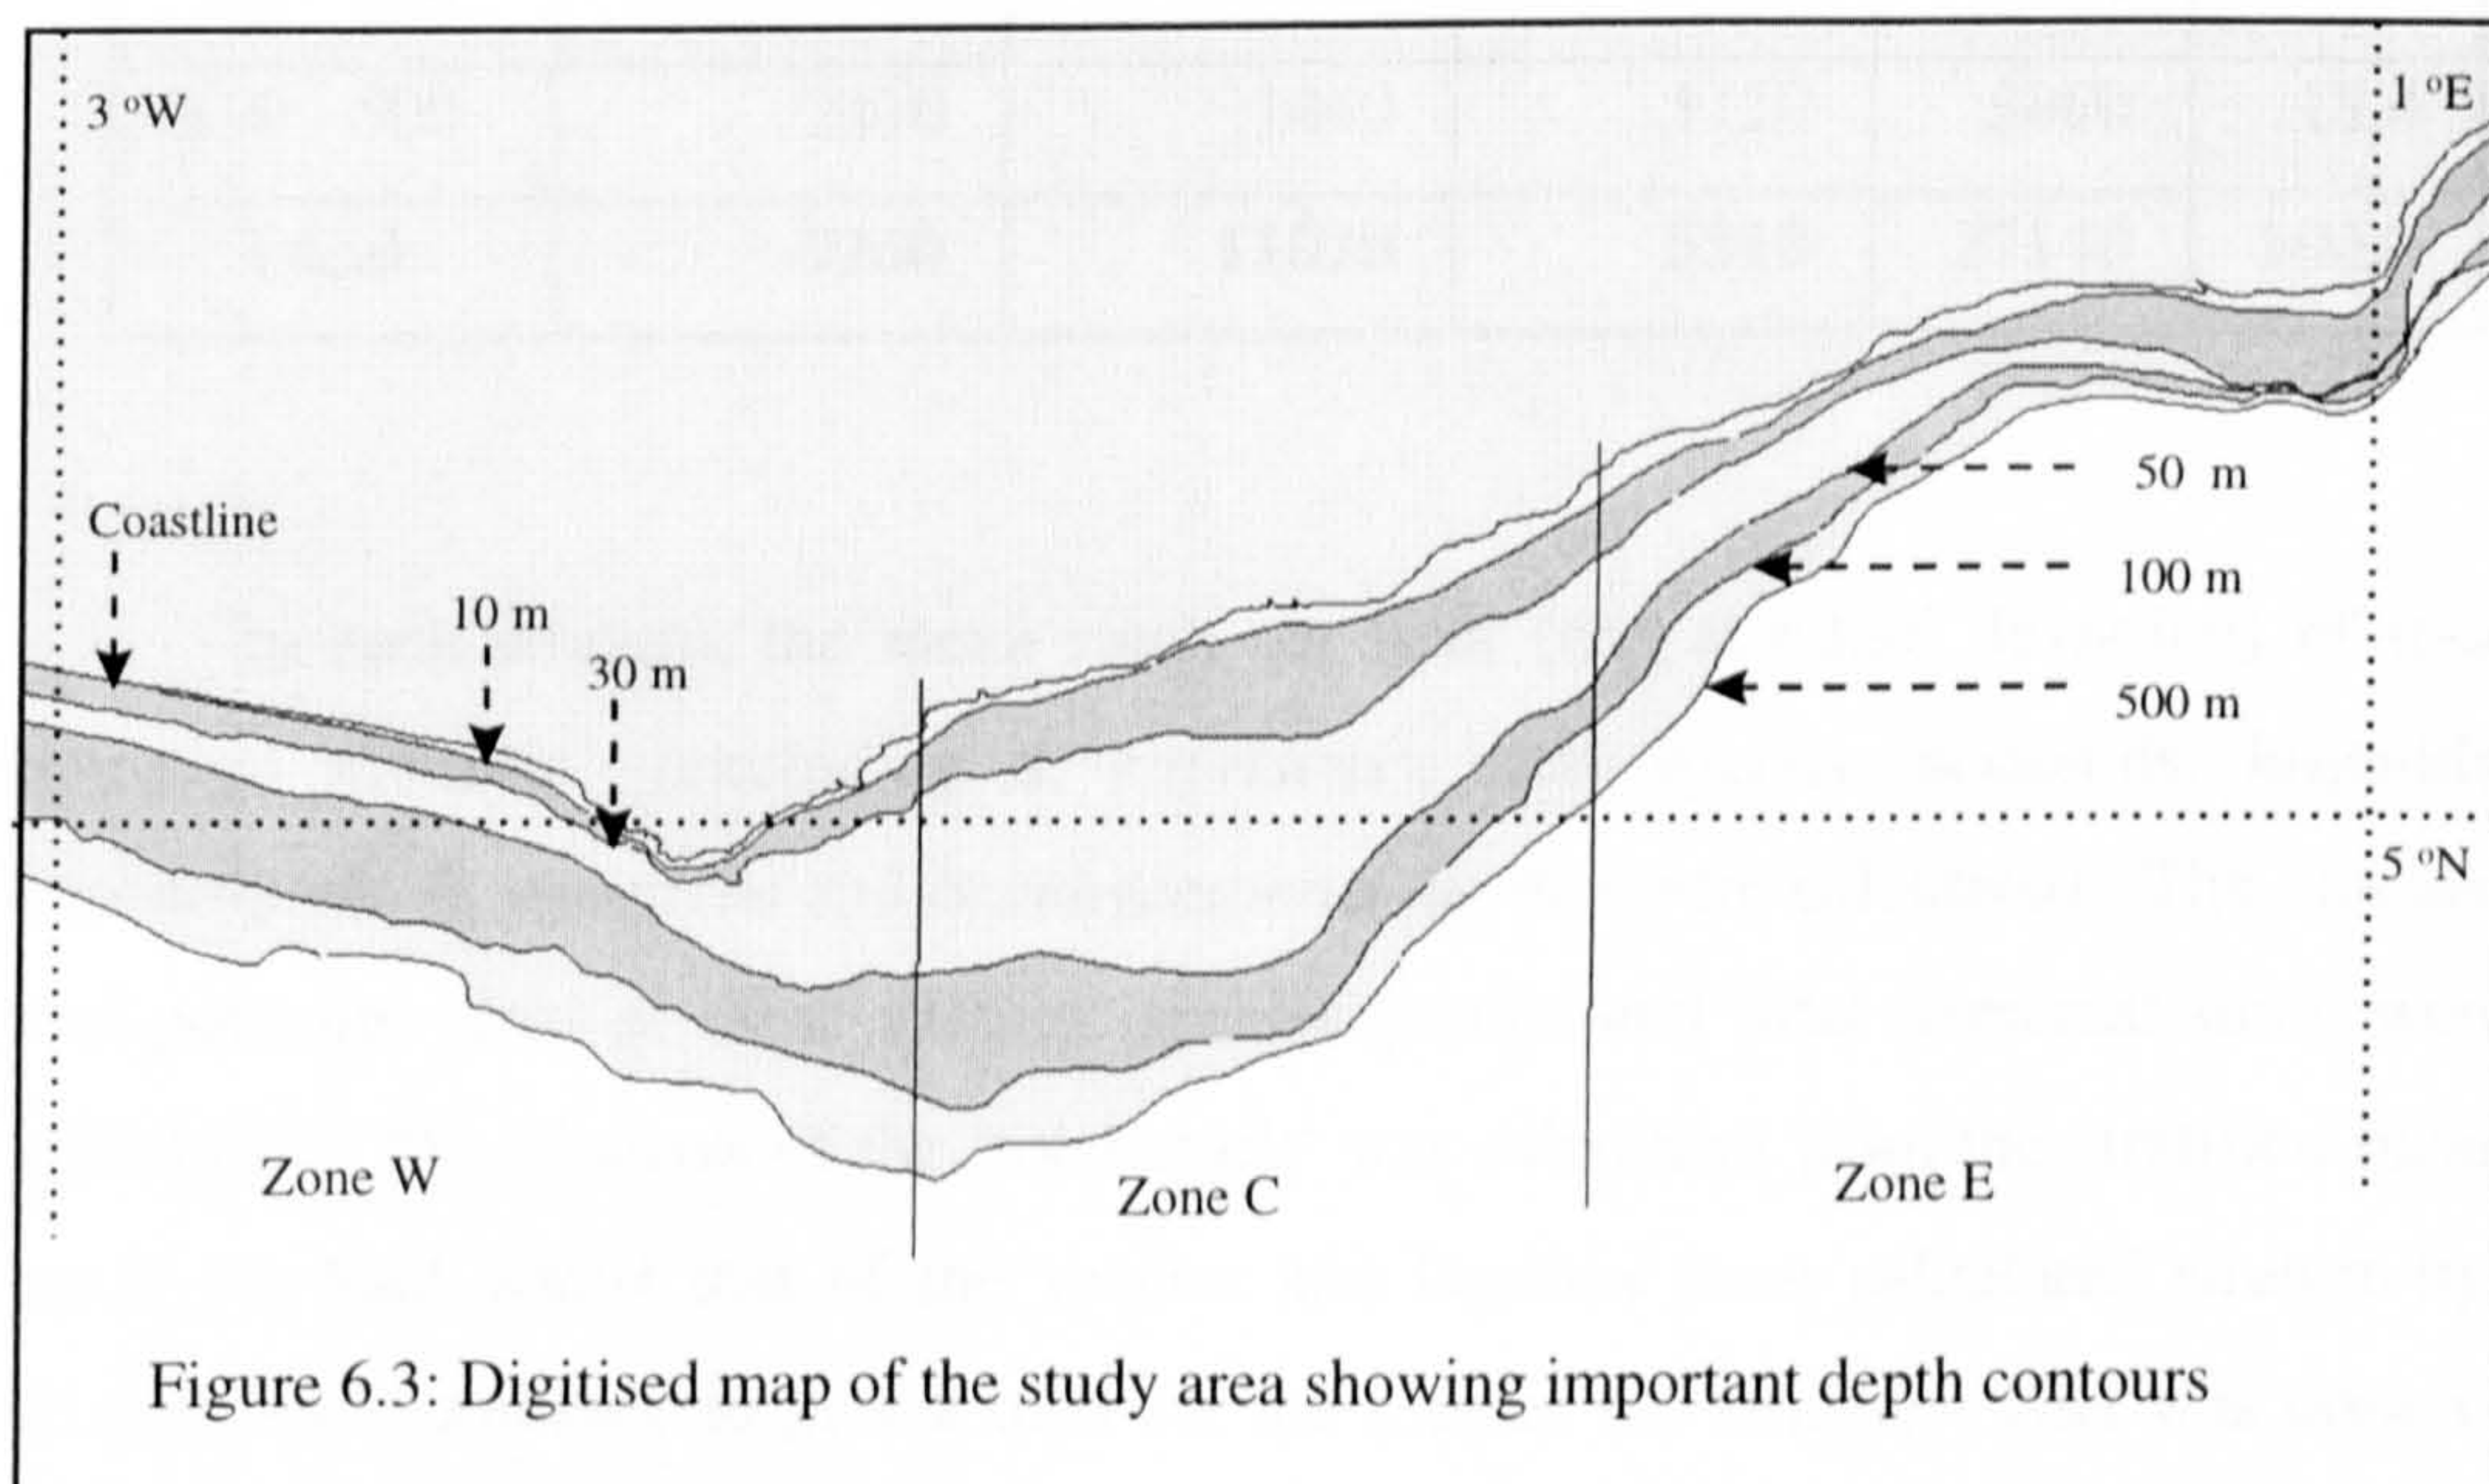 3 °W
1 °E
Coastline
10 m
30 m
50 m
100 m
500 m
5 °N
Zone W
Zone C
Zone E
Figure 6.3: Digitised map of the study area showing important depth contours